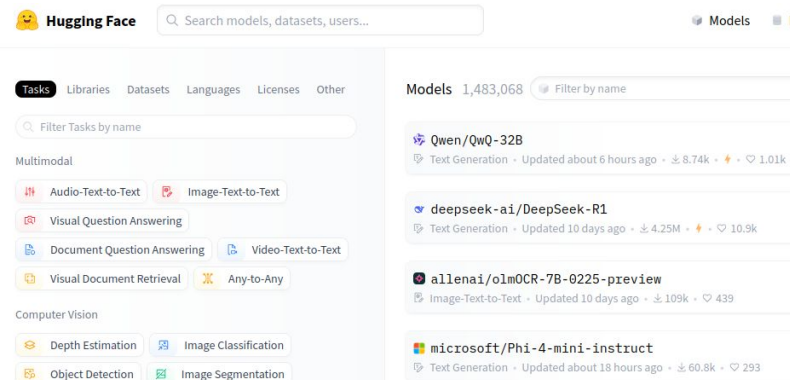 Hugging Face
Search models, datasets, users...
Models
Tasks Libraries Datasets Languages Licenses Other
Filter Tasks by name
Multimodal
Audio-Text-to-Text Image-Text-to-Text
Visual Question Answering
Document Question Answering Video-Text-to-Text
Visual Document Retrieval Any-to-Any
Computer Vision
Depth Estimation Image Classification
Object Detection Image Segmentation
Models 1,483,068 Filter by name
Qwen/QwQ-32B
Text Generation • Updated about 6 hours ago • 8.74k • 1.01k
deepseek-ai/DeepSeek-R1
Text Generation • Updated 10 days ago • 4.25M • 10.9k
allenai/olmOCR-7B-0225-preview
Image-Text-to-Text • Updated 10 days ago • 109k • 439
microsoft/Phi-4-mini-instruct
Text Generation • Updated about 18 hours ago • 60.8k • 293